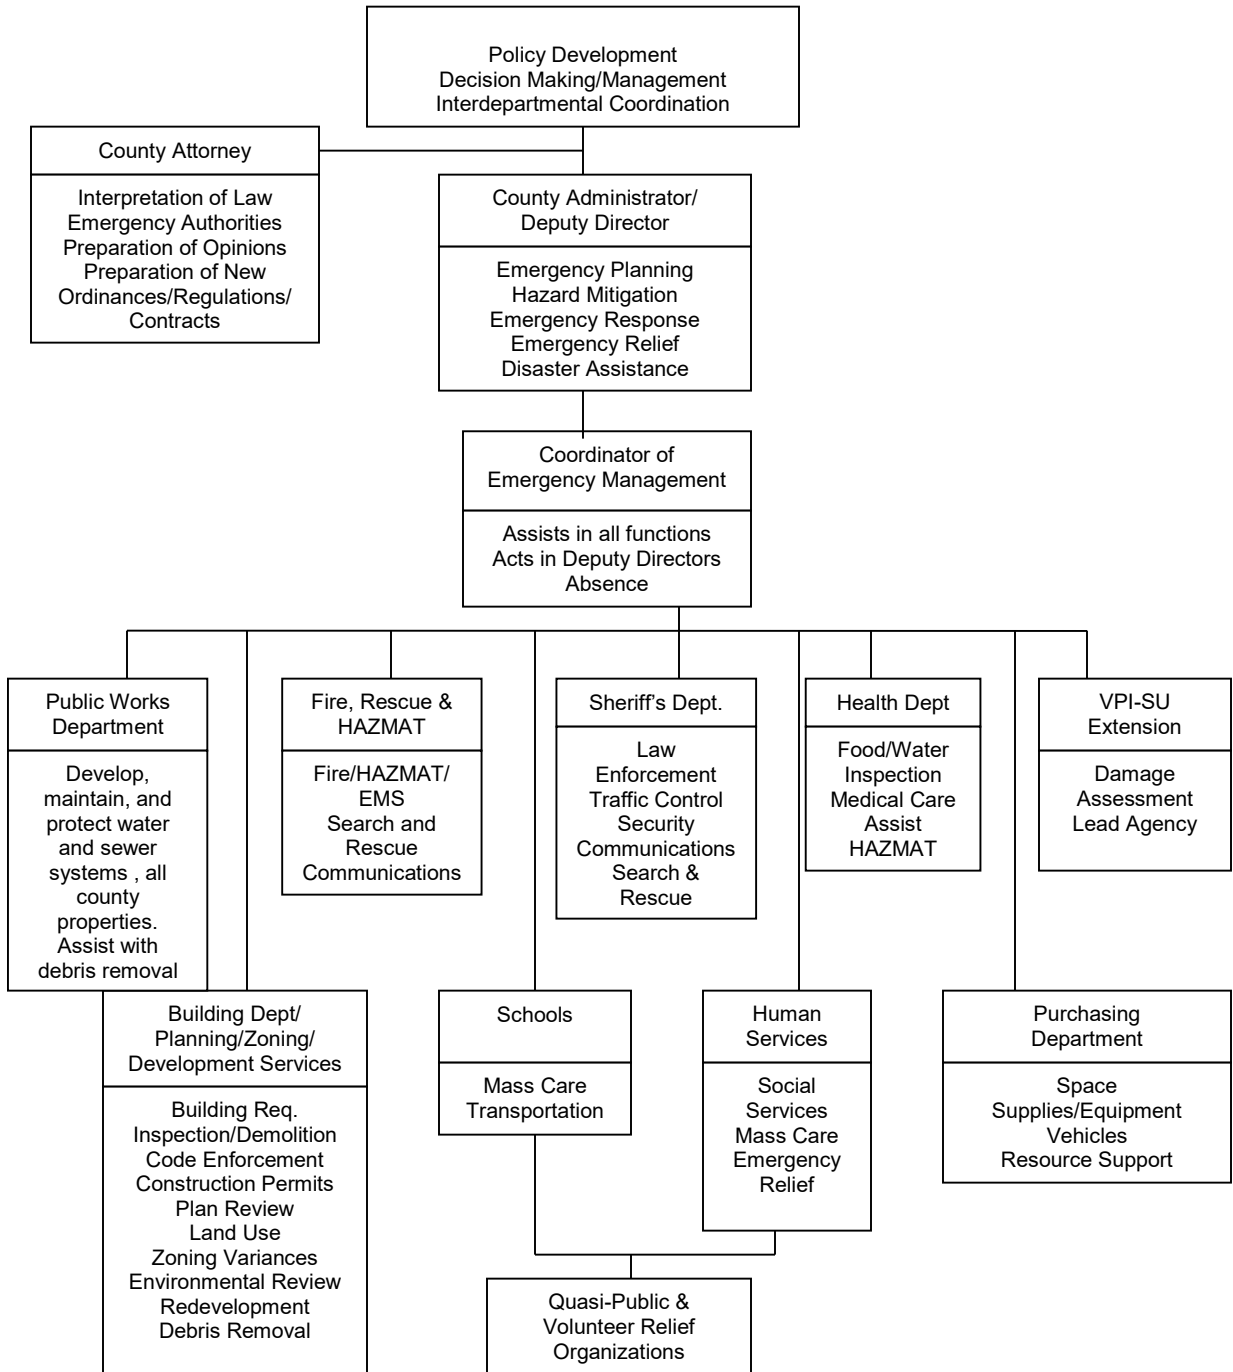 Policy Development
Decision Making/Management
Interdepartmental Coordination
County Attorney
Interpretation of Law
Emergency Authorities
Preparation of Opinions
Preparation of New
Ordinances/Regulations/
Contracts
County Administrator/
Deputy Director
Emergency Planning
Hazard Mitigation
Emergency Response
Emergency Relief
Disaster Assistance
Coordinator of
Emergency Management
Assists in all functions
Acts in Deputy Directors
Absence
Public Works
Department
Develop,
maintain, and
protect water
and sewer
systems , all
county
properties.
Assist with
debris removal
Fire, Rescue &
HAZMAT
Fire/HAZMAT/
EMS
Search and
Rescue
Communications
Sheriff’s Dept.
Law
Enforcement
Traffic Control
Security
Communications
Search &
Rescue
Health Dept
Food/Water
Inspection
Medical Care
Assist
HAZMAT
VPI-SU
Extension
Damage
Assessment
Lead Agency
Building Dept/
Planning/Zoning/
Development Services
Building Req.
Inspection/Demolition
Code Enforcement
Construction Permits
Plan Review
Land Use
Zoning Variances
Environmental Review
Redevelopment
Debris Removal
Schools
Mass Care
Transportation
Human
Services
Social
Services
Mass Care
Emergency
Relief
Purchasing
Department
Space
Supplies/Equipment
Vehicles
Resource Support
Quasi-Public &
Volunteer Relief
Organizations